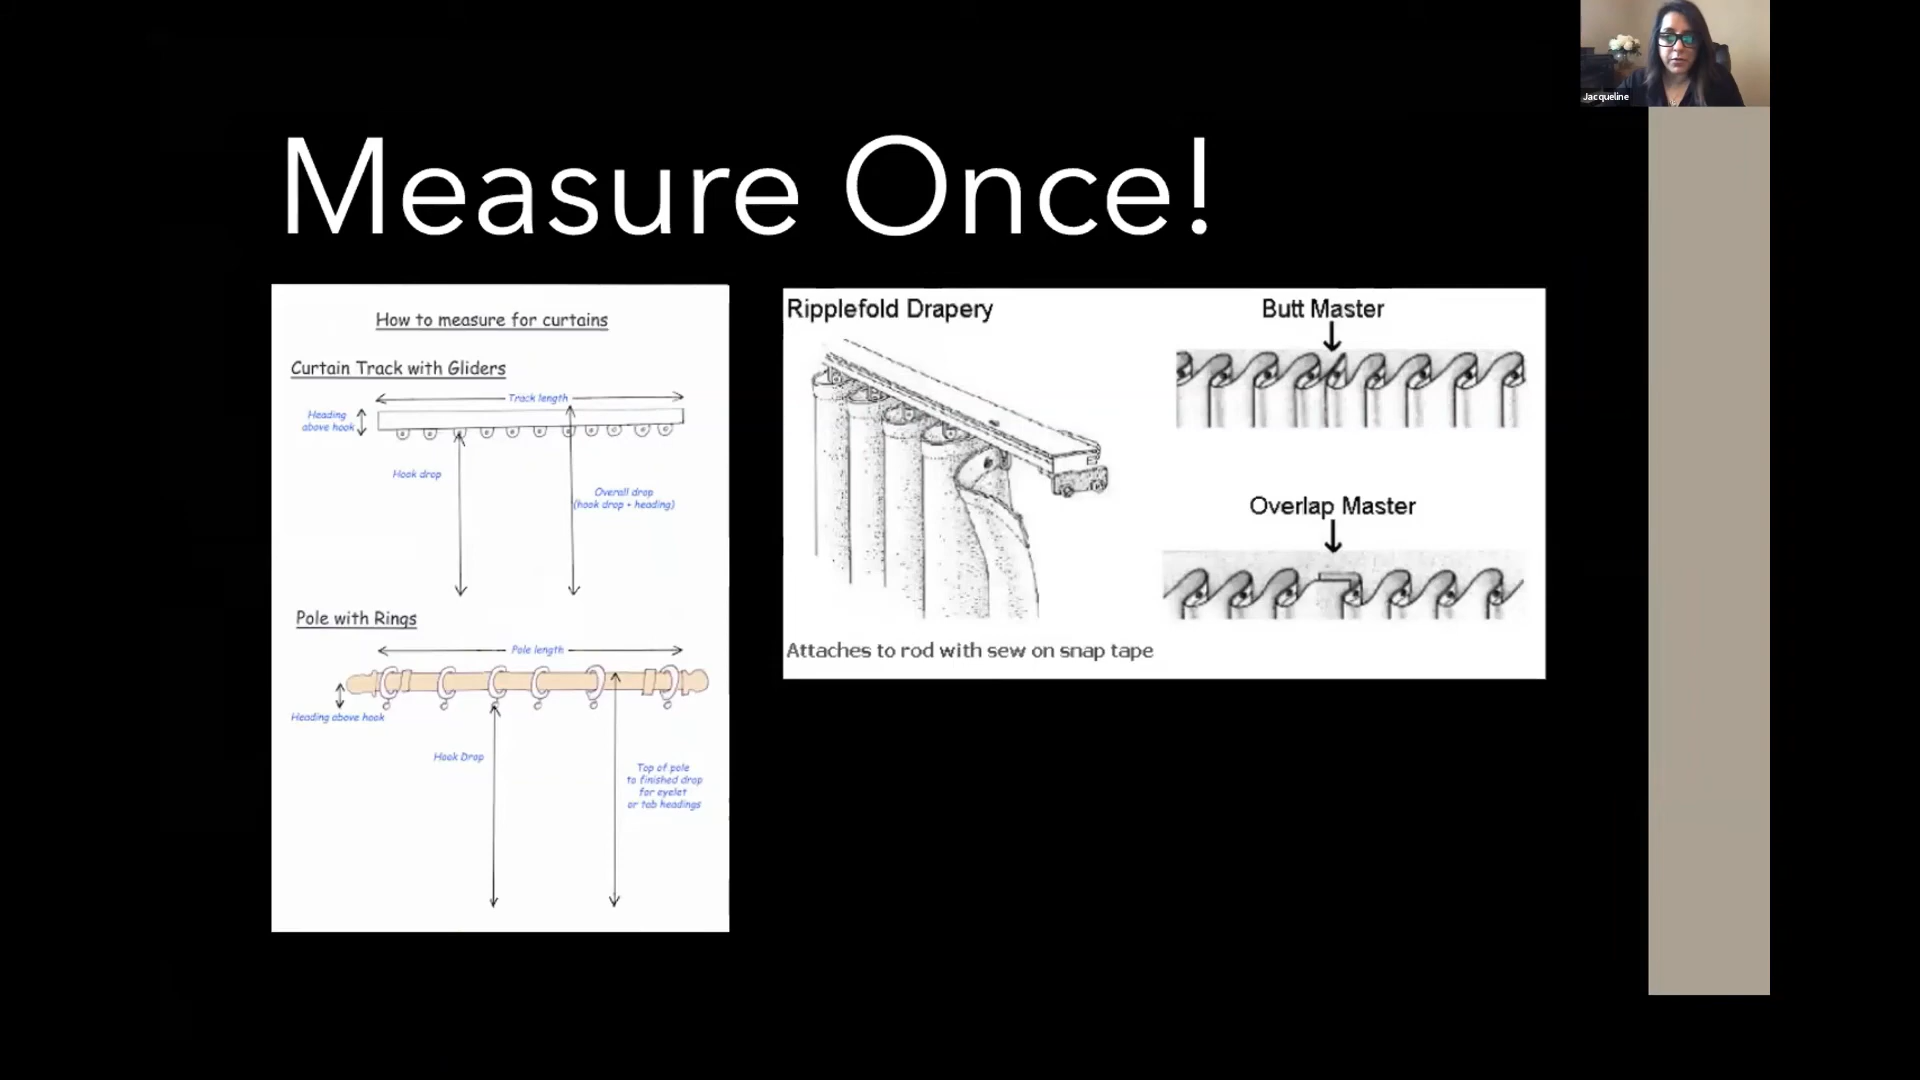 Jacqueline
Measure Once!
How to measure for curtains
Curtain Track with Gliders
Track length
Heading
above hook
Hook drop
Overall drop
(hook drop + heading)
Pole with Rings
Pole length
Heading above hook
Hook Drop
Top of pole
to finished drop
for eyelet
or tab headings
Ripplefold Drapery
Butt Master
Overlap Master
Attaches to rod with sew on snap tape